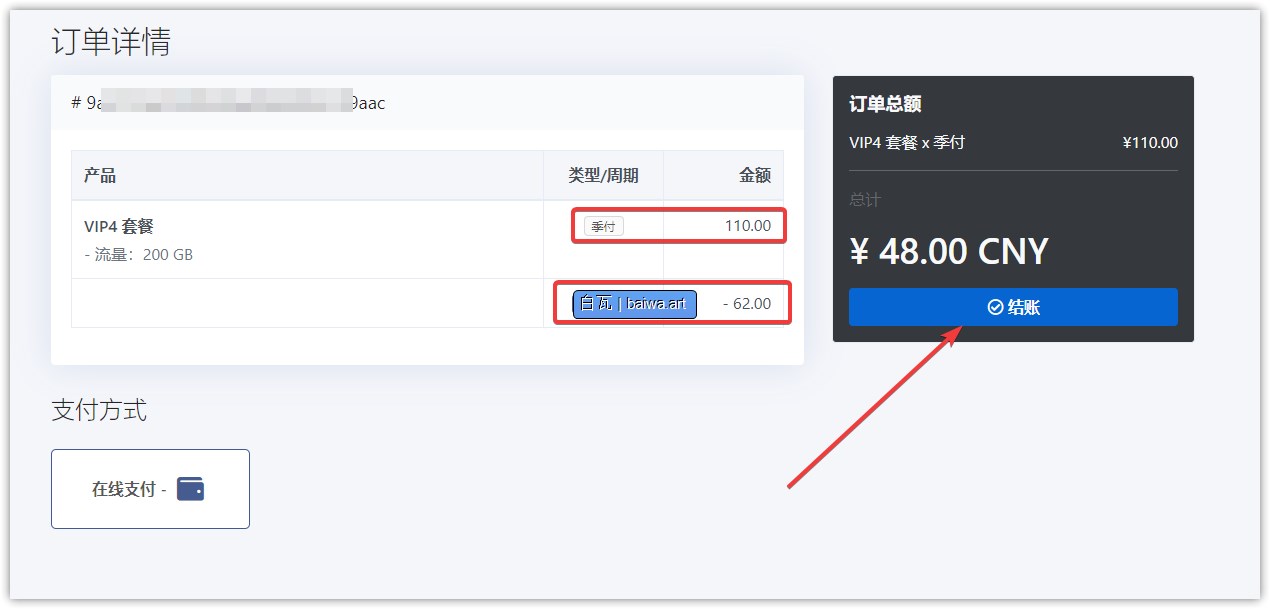 订单详情
# 9a 9aac
产品 类型/周期 金额
VIP4 套餐 季付 110.00
- 流量：200 GB
白瓦 | baiwa.art - 62.00
支付方式
在线支付 -
订单总额
VIP4 套餐 x 季付 ¥110.00
总计
¥ 48.00 CNY
结账